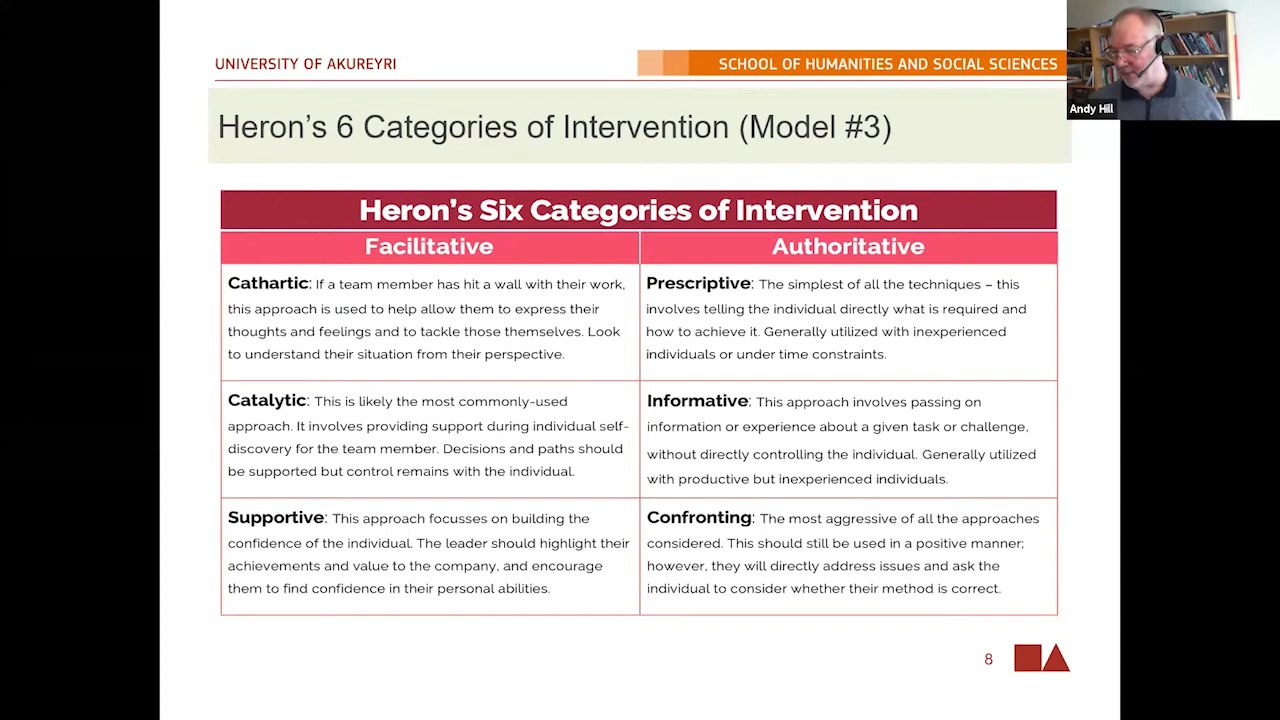 UNIVERSITY OF AKUREYRI
SCHOOL OF HUMANITIES AND SOCIAL SCIENCES
Andy Hill
Heron's 6 Categories of Intervention (Model #3)
Heron's Six Categories of Intervention
Facilitative
Authoritative
Cathartic: If a team member has hit a wall with their work,
this approach is used to help allow them to express their
thoughts and feelings and to tackle those themselves. Look
to understand their situation from their perspective.
Prescriptive: The simplest of all the techniques – this
involves telling the individual directly what is required and
how to achieve it. Generally utilized with inexperienced
individuals or under time constraints.
Catalytic: This is likely the most commonly-used
approach. It involves providing support during individual self-
discovery for the team member. Decisions and paths should
be supported but control remains with the individual.
Informative: This approach involves passing on
information or experience about a given task or challenge,
without directly controlling the individual. Generally utilized
with productive but inexperienced individuals.
Supportive: This approach focusses on building the
confidence of the individual. The leader should highlight their
achievements and value to the company, and encourage
them to find confidence in their personal abilities.
Confronting: The most aggressive of all the approaches
considered. This should still be used in a positive manner;
however, they will directly address issues and ask the
individual to consider whether their method is correct.
8